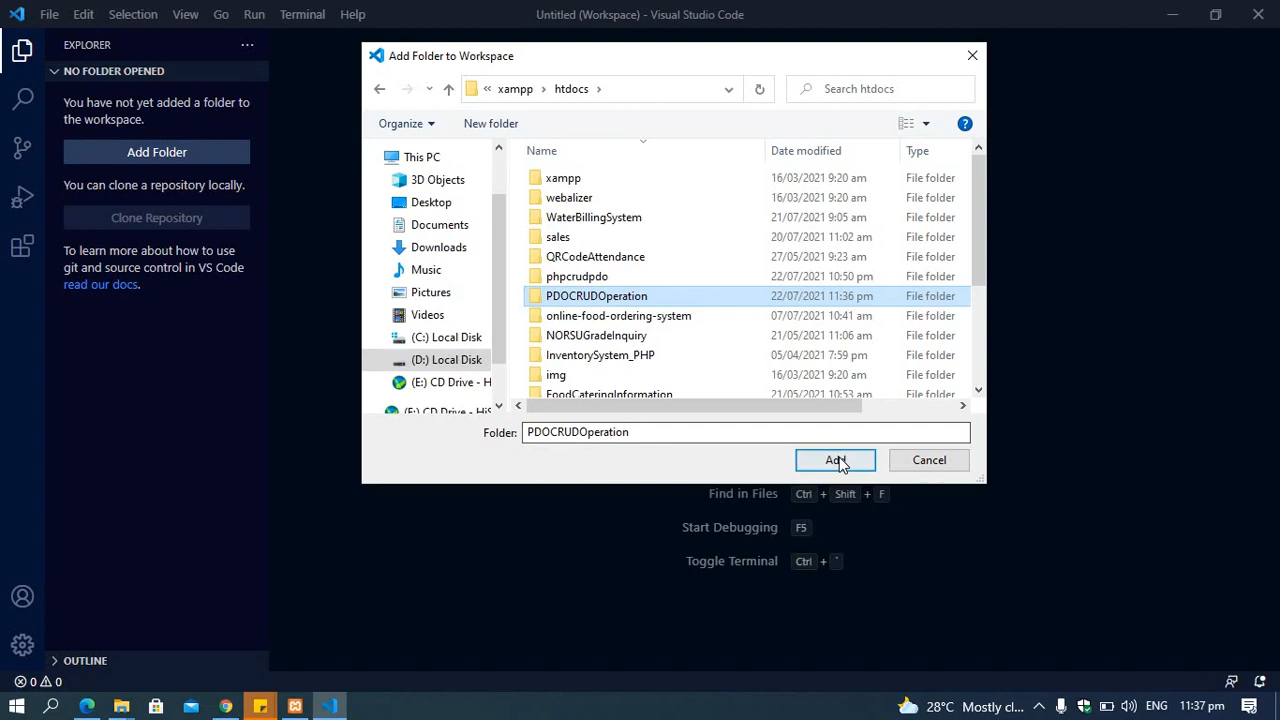 File Edit Selection View Go Run Terminal Help Untitled (Workspace) - Visual Studio Code
EXPLORER ···
NO FOLDER OPENED
You have not yet added a folder to
the workspace.
Add Folder
You can clone a repository locally.
Clone Repository
To learn more about how to use
git and source control in VS Code
read our docs.
OUTLINE
Add Folder to Workspace
« xampp > htdocs > Search htdocs
Organize New folder ?
This PC
3D Objects
Desktop
Documents
Downloads
Music
Pictures
Videos
(C:) Local Disk
(D:) Local Disk
(E:) CD Drive - H
(F:) CD Drive - HiS
Name Date modified Type
xampp 16/03/2021 9:20 am File folder
webalizer 16/03/2021 9:20 am File folder
WaterBillingSystem 21/07/2021 9:05 am File folder
sales 20/07/2021 11:02 am File folder
QRCodeAttendance 27/05/2021 9:23 am File folder
phpcrudpdo 22/07/2021 10:50 pm File folder
PDOCRUDOperation 22/07/2021 11:36 pm File folder
online-food-ordering-system 07/07/2021 10:41 am File folder
NORSUGradeInquiry 21/05/2021 11:06 am File folder
InventorySystem_PHP 05/04/2021 7:59 pm File folder
img 16/03/2021 9:20 am File folder
FoodCateringInformation 21/05/2021 10:53 am File folder
Folder: PDOCRUDOperation
Add Cancel
Find in Files Ctrl + Shift + F
Start Debugging F5
Toggle Terminal Ctrl + `
0 0
28°C Mostly cl... ENG 11:37 pm